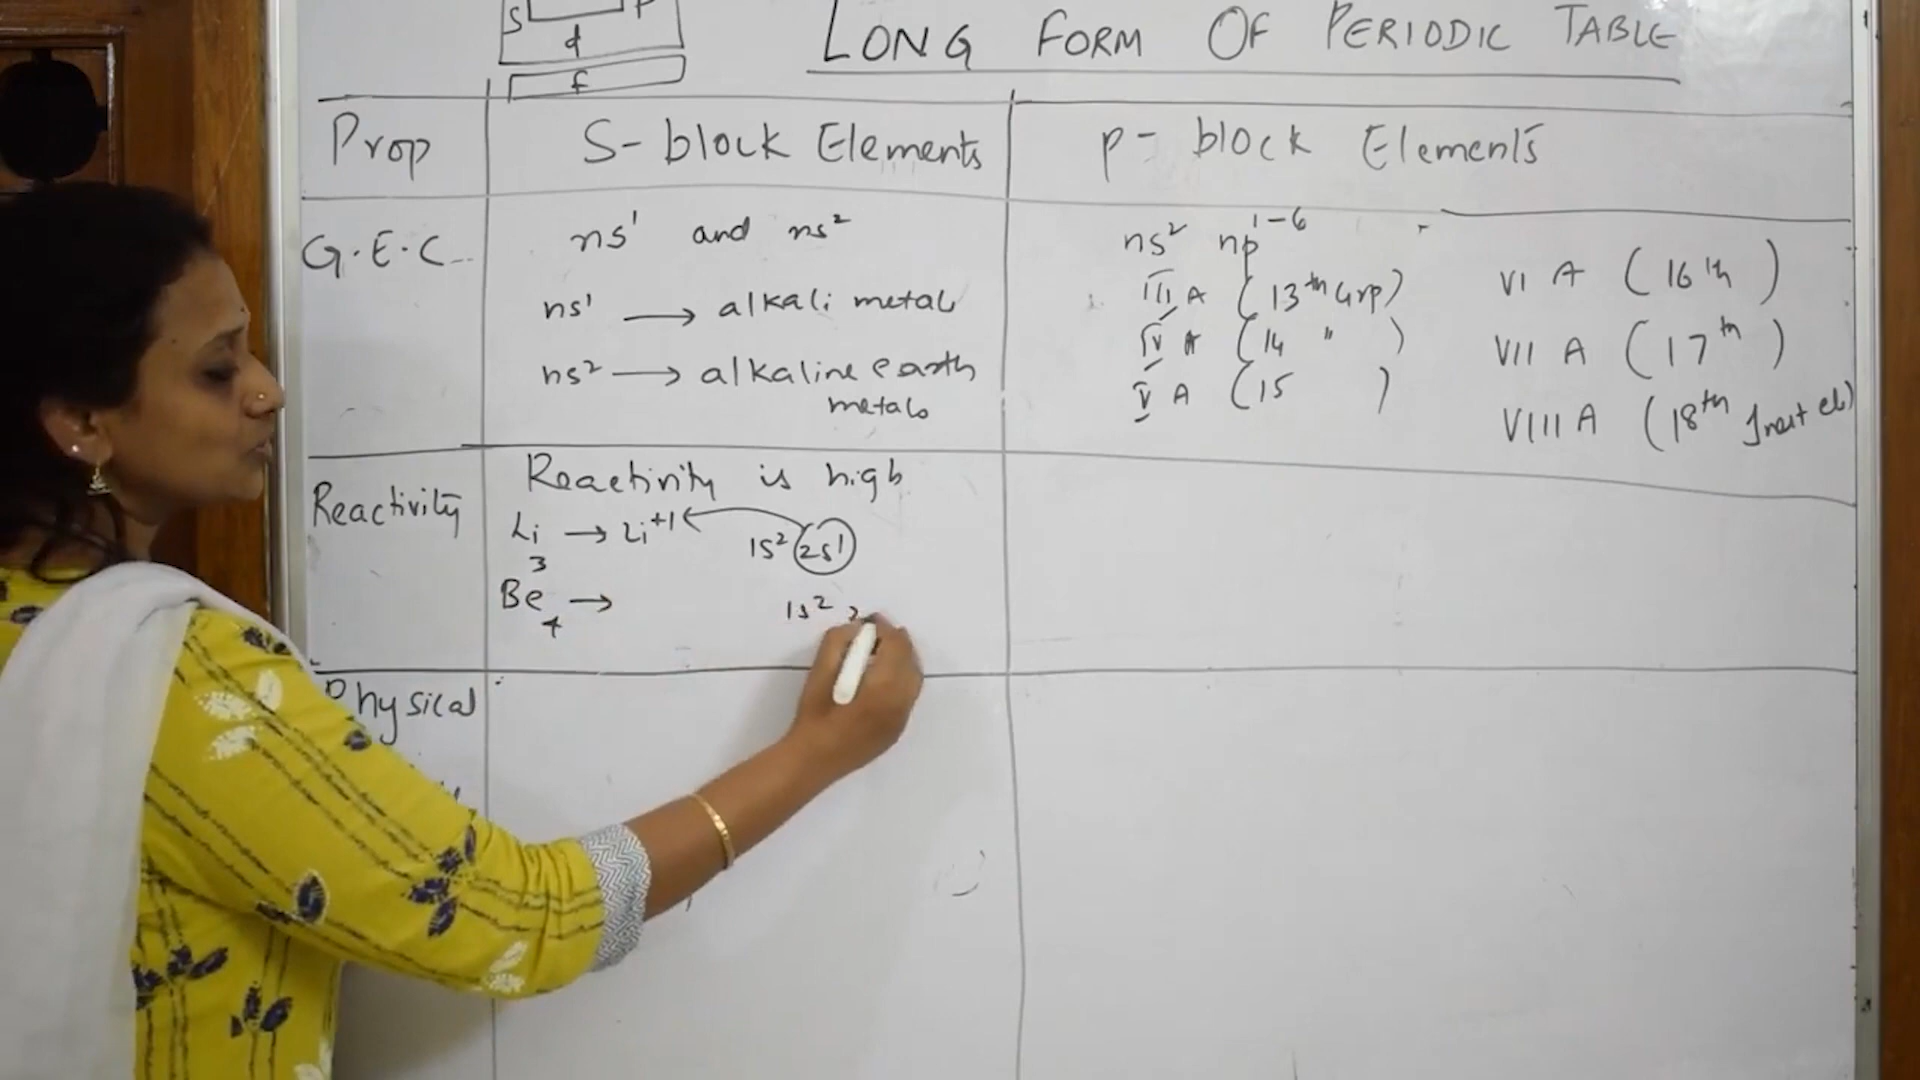 S P
d
f
LONG FORM OF PERIODIC TABLE
Prop
S- block Elements
p- block Elements
G.E.C
ns¹ and ns²
ns¹ → alkali metals
ns² → alkaline earth
metals
ns² np¹⁻⁶
III A (13th Grp)
IV A (14 " )
V A (15 )
VI A (16th)
VII A (17th)
VIII A (18th Inert el)
Reactivity
Reactivity is high
Li₃ → Li⁺¹ ← 1s² 2s¹
Be₄ → 1s² 2
Physical